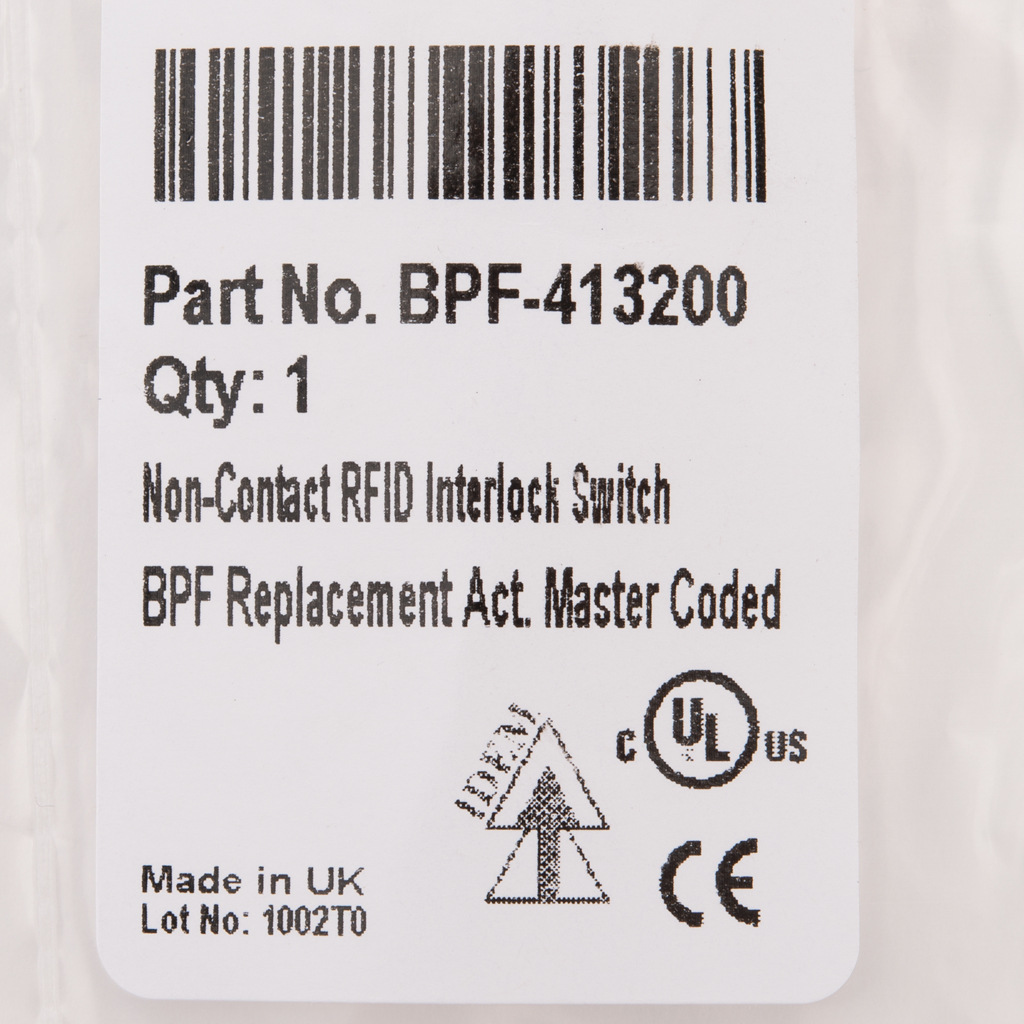 Part No. BPF-413200
Qty: 1
Non-Contact RFID Interlock Switch
BPF Replacement Act. Master Coded
IDEM
C UL US
CE
Made in UK
Lot No: 1002T0